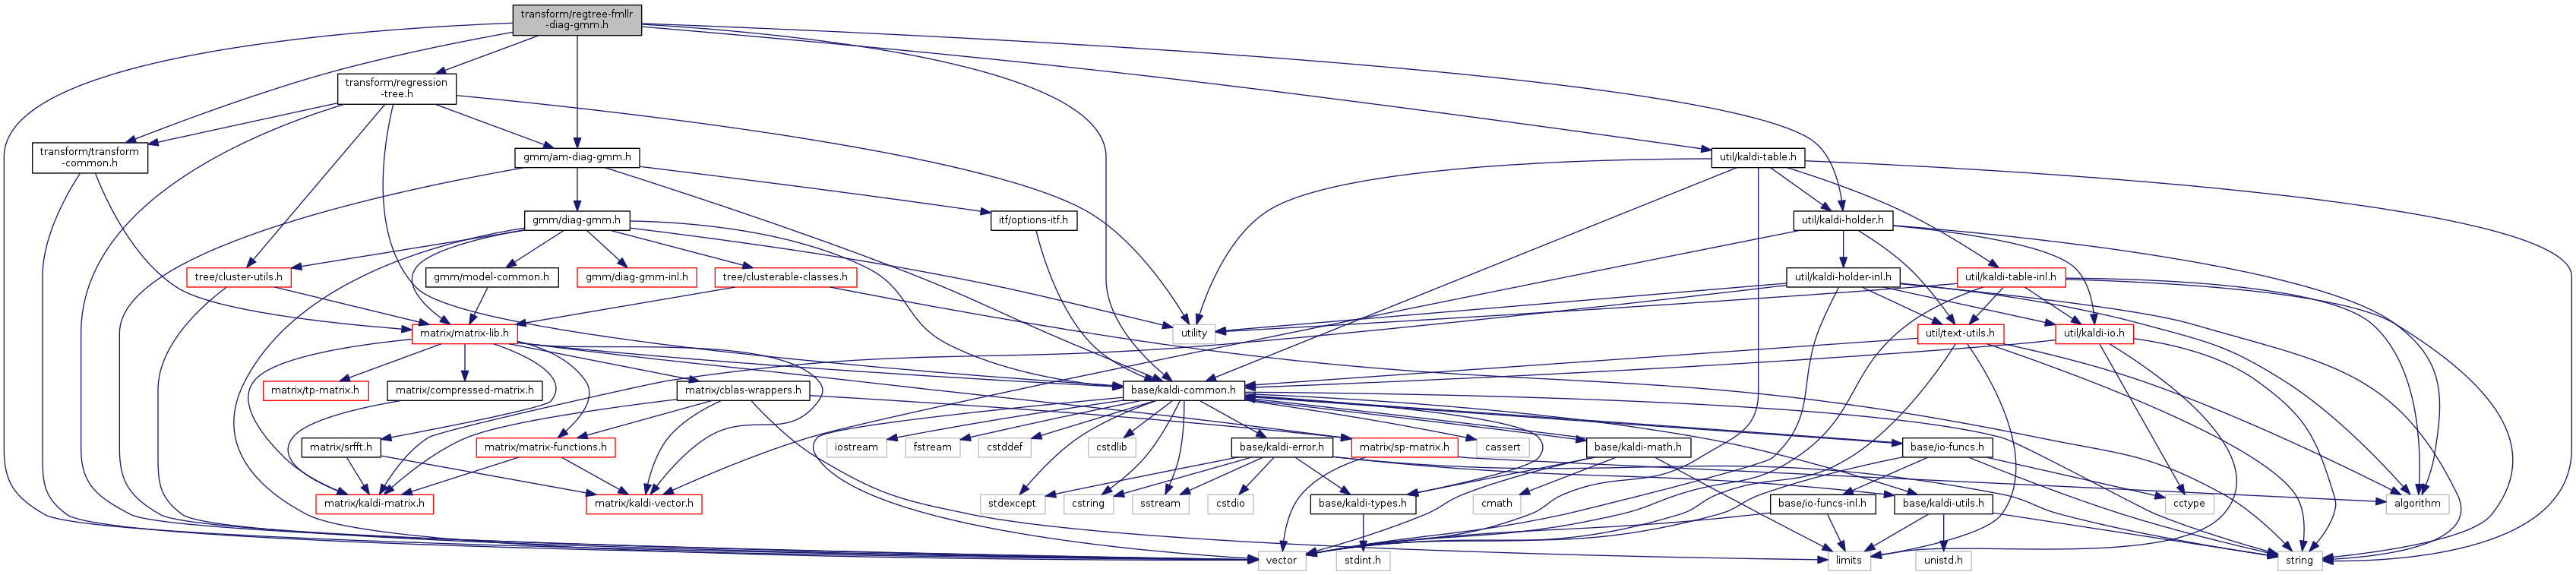 transform/regtree-fmllr
-diag-gmm.h
transform/regression
-tree.h
transform/transform
-common.h
gmm/am-diag-gmm.h
util/kaldi-table.h
gmm/diag-gmm.h
itf/options-itf.h
util/kaldi-holder.h
tree/cluster-utils.h
gmm/model-common.h
gmm/diag-gmm-inl.h
tree/clusterable-classes.h
util/kaldi-holder-inl.h
util/kaldi-table-inl.h
matrix/matrix-lib.h
utility
util/text-utils.h
util/kaldi-io.h
matrix/tp-matrix.h
matrix/compressed-matrix.h
matrix/cblas-wrappers.h
base/kaldi-common.h
matrix/srfft.h
matrix/matrix-functions.h
iostream
fstream
cstddef
cstdlib
base/kaldi-error.h
matrix/sp-matrix.h
cassert
base/kaldi-math.h
base/io-funcs.h
matrix/kaldi-matrix.h
matrix/kaldi-vector.h
stdexcept
cstring
sstream
cstdio
base/kaldi-types.h
cmath
base/io-funcs-inl.h
base/kaldi-utils.h
cctype
algorithm
vector
stdint.h
limits
unistd.h
string